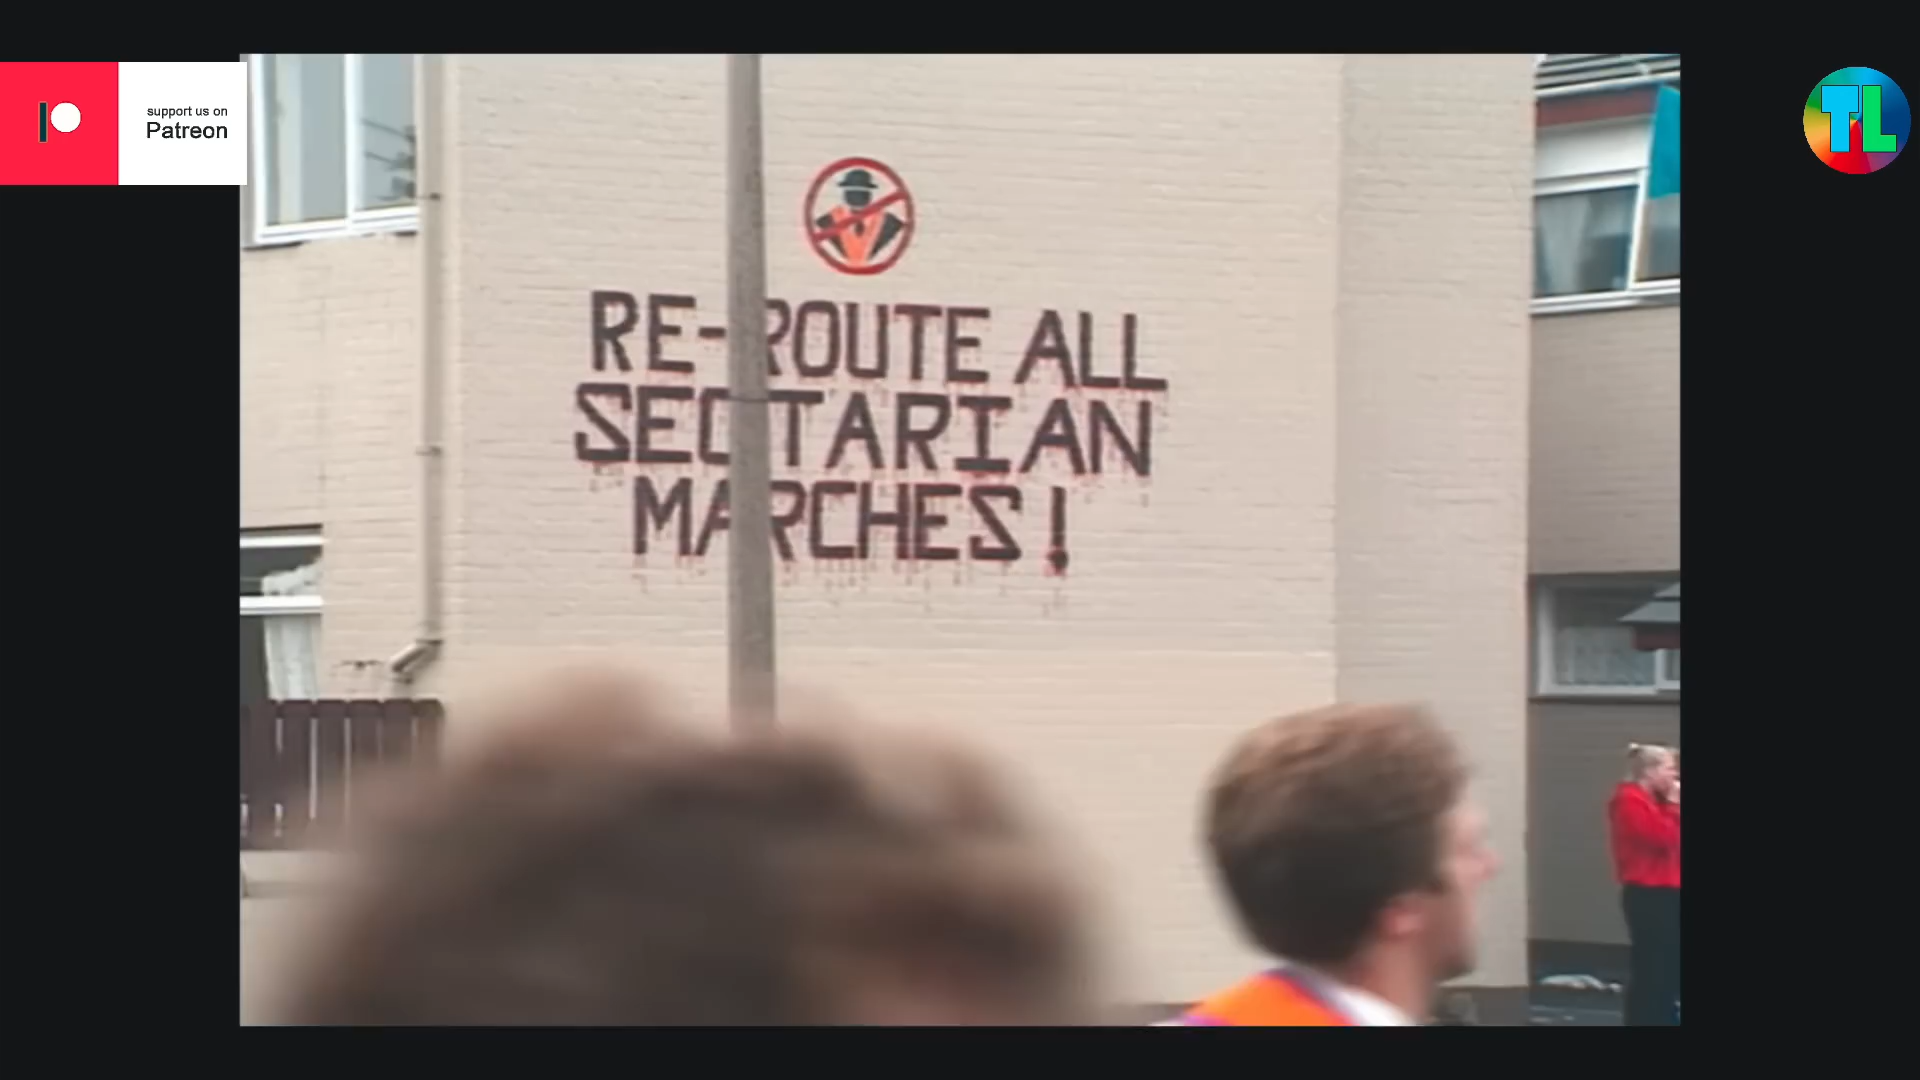 support us on
Patreon
TL
RE-ROUTE ALL
SECTARIAN
MARCHES!